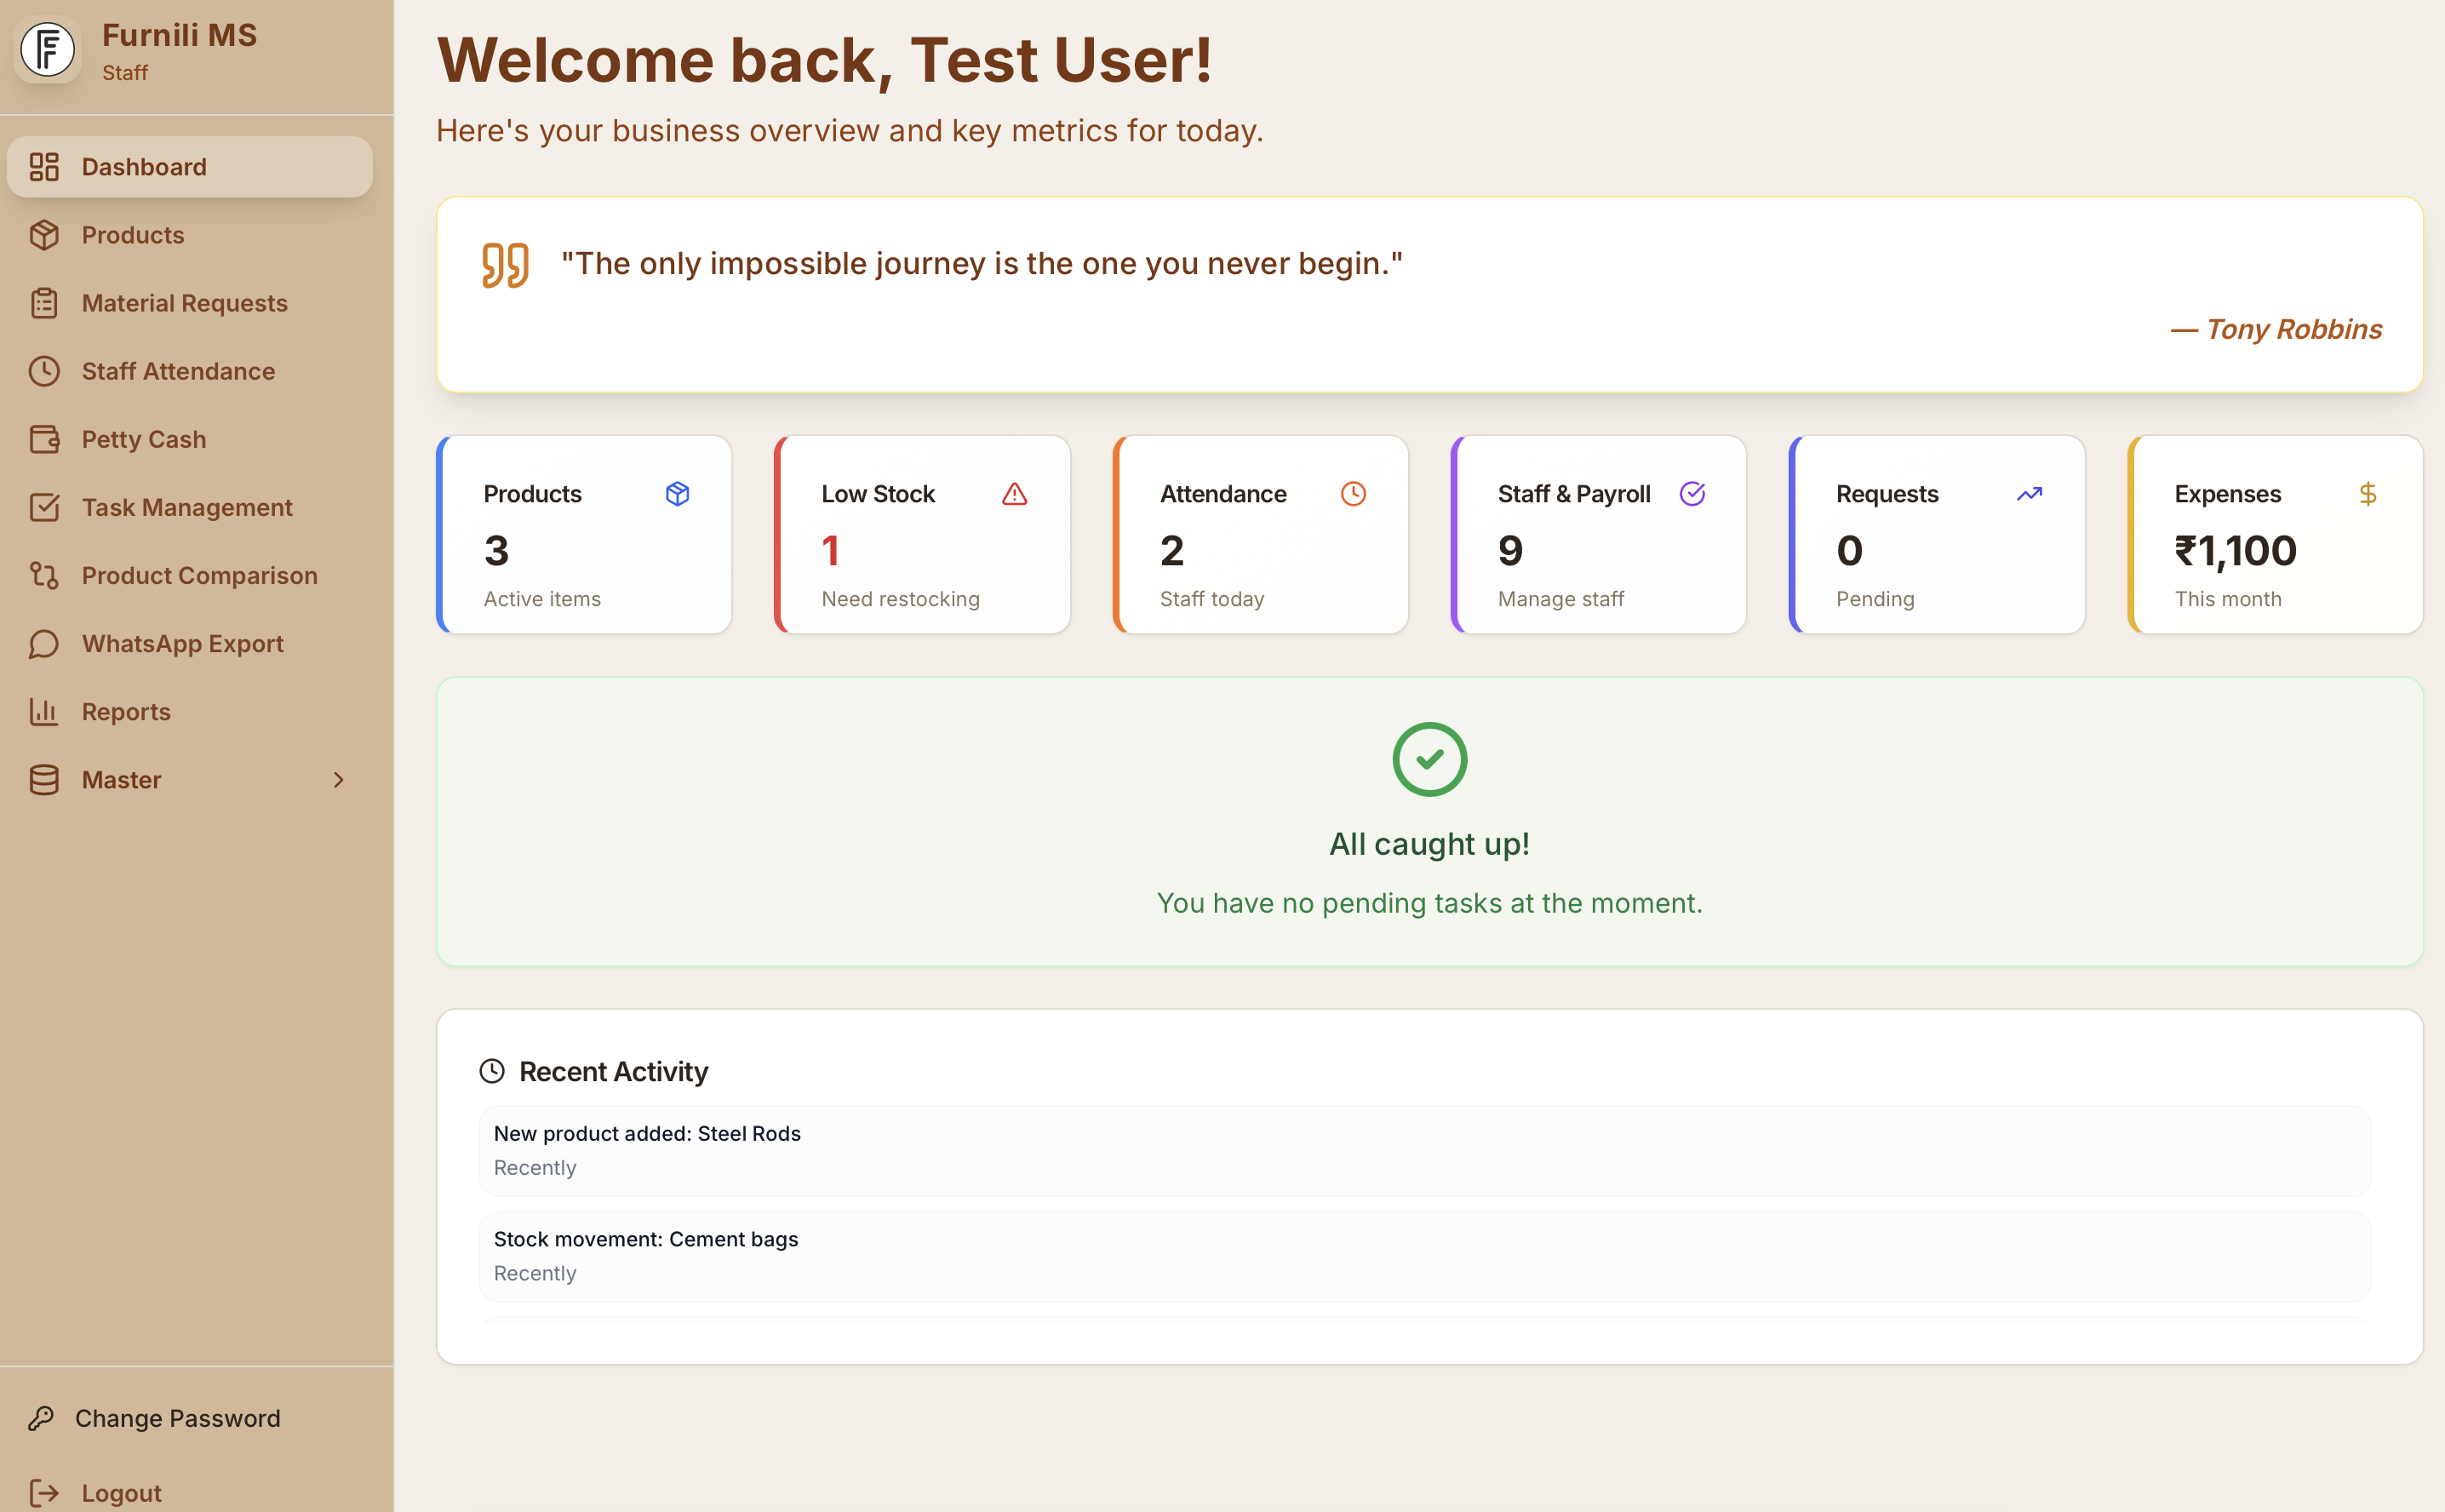 Furnili MS
Staff
Dashboard
Products
Material Requests
Staff Attendance
Petty Cash
Task Management
Product Comparison
WhatsApp Export
Reports
Master
Change Password
Logout
Welcome back, Test User!
Here's your business overview and key metrics for today.
"The only impossible journey is the one you never begin."
— Tony Robbins
Products
3
Active items
Low Stock
1
Need restocking
Attendance
2
Staff today
Staff & Payroll
9
Manage staff
Requests
0
Pending
Expenses
₹1,100
This month
All caught up!
You have no pending tasks at the moment.
Recent Activity
New product added: Steel Rods
Recently
Stock movement: Cement bags
Recently